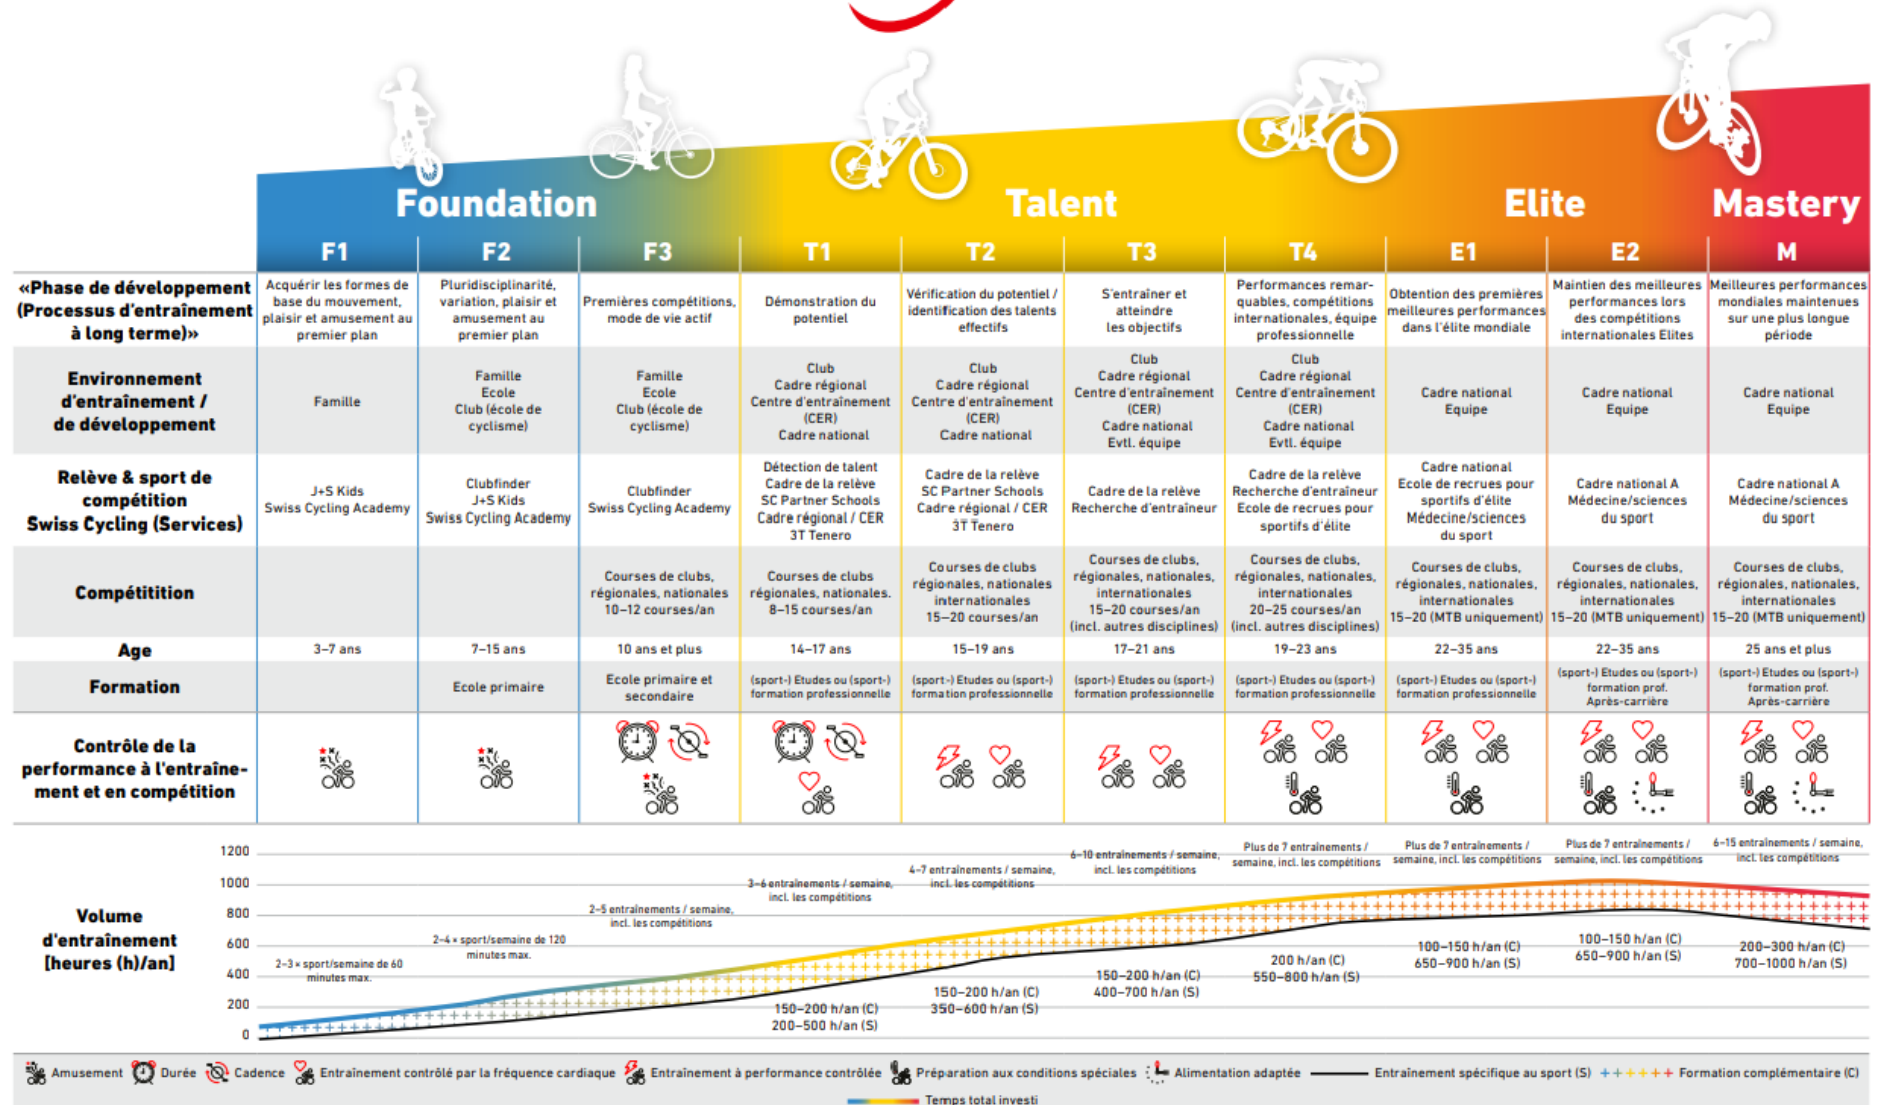 Foundation
Talent
Elite
Mastery
F1
F2
F3
T1
T2
T3
T4
E1
E2
M
«Phase de développement
(Processus d'entraînement
à long terme)»
Acquérir les formes de
base du mouvement,
plaisir et amusement au
premier plan
Pluridisciplinarité,
variation, plaisir et
amusement au
premier plan
Premières compétitions,
mode de vie actif
Démonstration du
potentiel
Vérification du potentiel /
identification des talents
effectifs
S'entraîner et
atteindre
les objectifs
Performances remar-
quables, compétitions
internationales, équipe
professionnelle
Obtention des premières
meilleures performances
dans l'élite mondiale
Maintien des meilleures
performances lors
des compétitions
internationales Elites
Meilleures performances
mondiales maintenues
sur une plus longue
période
Environnement
d'entraînement /
de développement
Famille
Famille
Ecole
Club (école de
cyclisme)
Famille
Ecole
Club (école de
cyclisme)
Club
Cadre régional
Centre d'entraînement
(CER)
Cadre national
Club
Cadre régional
Centre d'entraînement
(CER)
Cadre national
Club
Cadre régional
Centre d'entraînement
(CER)
Cadre national
Evtl. équipe
Club
Cadre régional
Centre d'entraînement
(CER)
Cadre national
Evtl. équipe
Cadre national
Equipe
Cadre national
Equipe
Cadre national
Equipe
Relève & sport de
compétition
Swiss Cycling (Services)
J+S Kids
Swiss Cycling Academy
Clubfinder
J+S Kids
Swiss Cycling Academy
Clubfinder
Swiss Cycling Academy
Détection de talent
Cadre de la relève
SC Partner Schools
Cadre régional / CER
3T Tenero
Cadre de la relève
SC Partner Schools
Cadre régional / CER
3T Tenero
Cadre de la relève
Recherche d'entraîneur
Cadre de la relève
Recherche d'entraîneur
Ecole de recrues pour
sportifs d'élite
Cadre national
Ecole de recrues pour
sportifs d'élite
Médecine/sciences
du sport
Cadre national A
Médecine/sciences
du sport
Cadre national A
Médecine/sciences
du sport
Compétitition
Courses de clubs,
régionales, nationales
10–12 courses/an
Courses de clubs
régionales, nationales.
8–15 courses/an
Courses de clubs
régionales, nationales
internationales
15–20 courses/an
Courses de clubs,
régionales, nationales,
internationales
15–20 courses/an
(incl. autres disciplines)
Courses de clubs,
régionales, nationales,
internationales
20–25 courses/an
(incl. autres disciplines)
Courses de clubs,
régionales, nationales,
internationales
15–20 (MTB uniquement)
Courses de clubs,
régionales, nationales,
internationales
15–20 (MTB uniquement)
Courses de clubs,
régionales, nationales,
internationales
15–20 (MTB uniquement)
Age
3–7 ans
7–15 ans
10 ans et plus
14–17 ans
15–19 ans
17–21 ans
19–23 ans
22–35 ans
22–35 ans
25 ans et plus
Formation
Ecole primaire
Ecole primaire et
secondaire
(sport-) Etudes ou (sport-)
formation professionnelle
(sport-) Etudes ou (sport-)
formation professionnelle
(sport-) Etudes ou (sport-)
formation professionnelle
(sport-) Etudes ou (sport-)
formation professionnelle
(sport-) Etudes ou (sport-)
formation professionnelle
(sport-) Etudes ou (sport-)
formation prof.
Après-carrière
(sport-) Etudes ou (sport-)
formation prof.
Après-carrière
Contrôle de la
performance à l'entraîne-
ment et en compétition
Volume
d'entraînement
[heures (h)/an]
1200
1000
800
600
400
200
0
2–3 × sport/semaine de 60
minutes max.
2–4 × sport/semaine de 120
minutes max.
2–5 entraînements / semaine,
incl. les compétitions
3–6 entraînements / semaine,
incl. les compétitions
4–7 entraînements / semaine,
incl. les compétitions
6–10 entraînements / semaine,
incl. les compétitions
Plus de 7 entraînements /
semaine, incl. les compétitions
Plus de 7 entraînements /
semaine, incl. les compétitions
Plus de 7 entraînements /
semaine, incl. les compétitions
6–15 entraînements / semaine,
incl. les compétitions
150–200 h/an (C)
200–500 h/an (S)
150–200 h/an (C)
350–600 h/an (S)
150–200 h/an (C)
400–700 h/an (S)
200 h/an (C)
550–800 h/an (S)
100–150 h/an (C)
650–900 h/an (S)
100–150 h/an (C)
650–900 h/an (S)
200–300 h/an (C)
700–1000 h/an (S)
Amusement
Durée
Cadence
Entraînement contrôlé par la fréquence cardiaque
Entraînement à performance contrôlée
Préparation aux conditions spéciales
Alimentation adaptée
Entraînement spécifique au sport (S)
Formation complémentaire (C)
Temps total investi